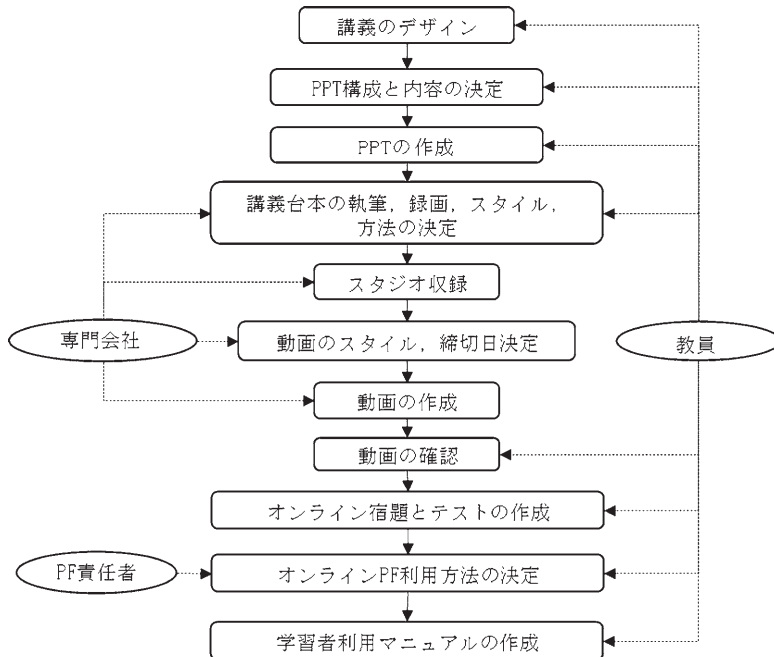 講義のデザイン
PPT構成と内容の決定
PPTの作成
講義台本の執筆，録画，スタイル，
方法の決定
スタジオ収録
専門会社
動画のスタイル，締切日決定
教員
動画の作成
動画の確認
オンライン宿題とテストの作成
PF責任者
オンラインPF利用方法の決定
学習者利用マニュアルの作成